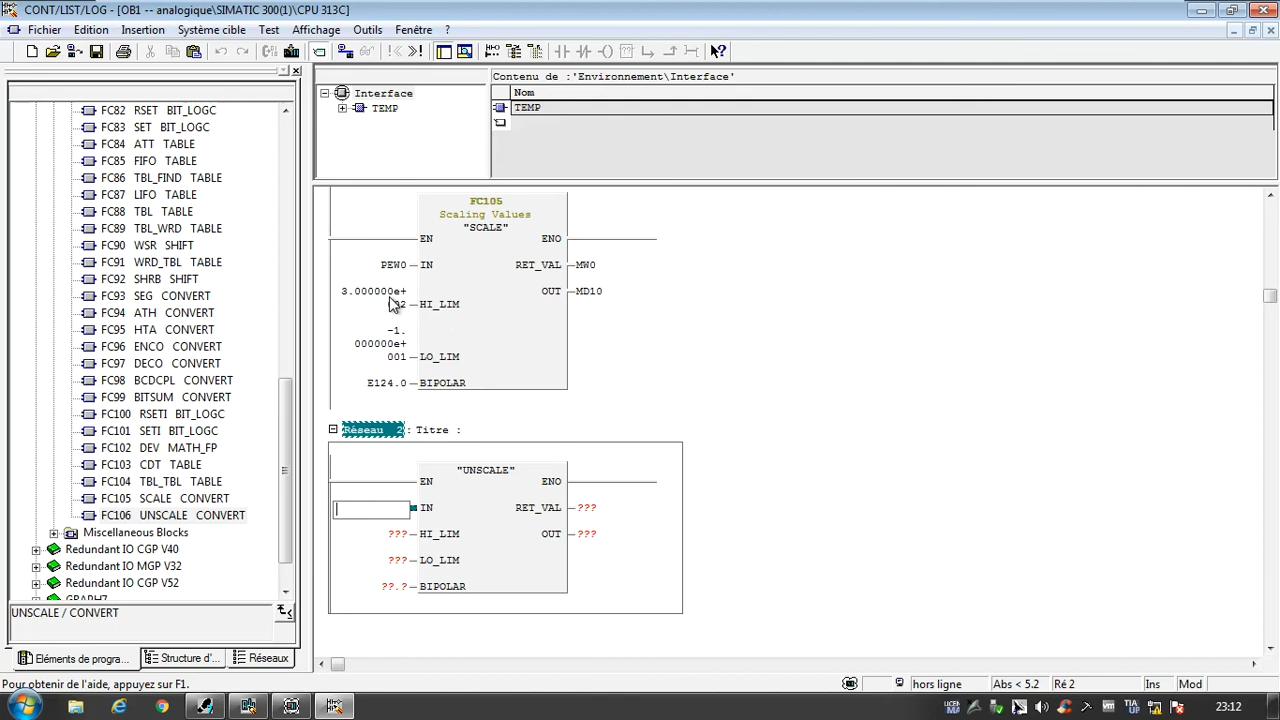 CONT/LIST/LOG - [OB1 -- analogique\SIMATIC 300(1)\CPU 313C]
Fichier Edition Insertion Système cible Test Affichage Outils Fenêtre ?
Contenu de :'Environnement\Interface'
Interface
TEMP
Nom
TEMP
FC82 RSET BIT_LOGC
FC83 SET BIT_LOGC
FC84 ATT TABLE
FC85 FIFO TABLE
FC86 TBL_FIND TABLE
FC87 LIFO TABLE
FC88 TBL TABLE
FC89 TBL_WRD TABLE
FC90 WSR SHIFT
FC91 WRD_TBL TABLE
FC92 SHRB SHIFT
FC93 SEG CONVERT
FC94 ATH CONVERT
FC95 HTA CONVERT
FC96 ENCO CONVERT
FC97 DECO CONVERT
FC98 BCDCPL CONVERT
FC99 BITSUM CONVERT
FC100 RSETI BIT_LOGC
FC101 SETI BIT_LOGC
FC102 DEV MATH_FP
FC103 CDT TABLE
FC104 TBL_TBL TABLE
FC105 SCALE CONVERT
FC106 UNSCALE CONVERT
Miscellaneous Blocks
Redundant IO CGP V40
Redundant IO MGP V32
Redundant IO CGP V52
GRAPH7
UNSCALE / CONVERT
Eléments de progra...
Structure d'...
Réseaux
FC105
Scaling Values
"SCALE"
EN ENO
PEW0 IN RET_VAL MW0
3.000000e+ OUT MD10
HI_LIM
-1.
000000e+
001 LO_LIM
E124.0 BIPOLAR
Réseau 2 : Titre :
"UNSCALE"
EN ENO
IN RET_VAL ???
??? HI_LIM OUT ???
??? LO_LIM
??.? BIPOLAR
Pour obtenir de l'aide, appuyez sur F1.
hors ligne Abs < 5.2 Ré 2 Ins Mod
23:12